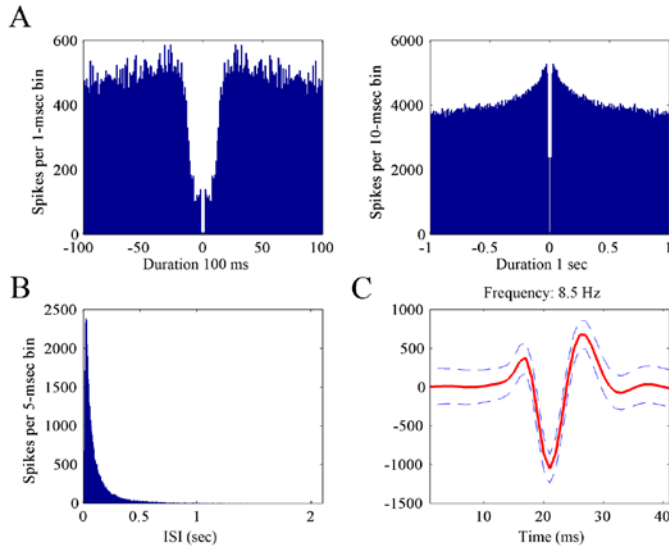 A
Spikes per 1-msec bin
600
400
200
0
-100 -50 0 50 100
Duration 100 ms
Spikes per 10-msec bin
6000
4000
2000
0
-1 -0.5 0 0.5 1
Duration 1 sec
B
Spikes per 5-msec bin
2500
2000
1500
1000
500
0
0 0.5 1 2
ISI (sec)
C
Frequency: 8.5 Hz
1000
500
0
-500
-1000
-1500
10 20 30 40
Time (ms)